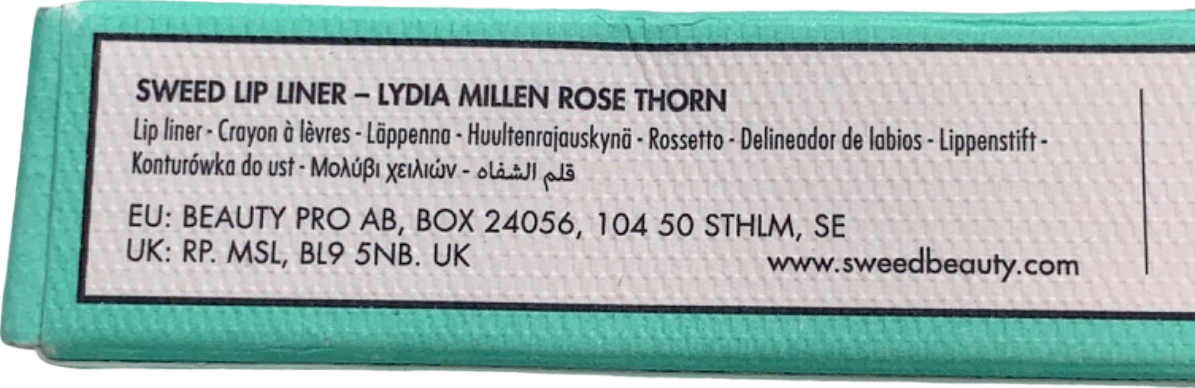 SWEED LIP LINER – LYDIA MILLEN ROSE THORN
Lip liner - Crayon à lèvres - Läppenna - Huultenrajauskynä - Rossetto - Delineador de labios - Lippenstift -
Konturówka do ust - Μολύβι χειλιών - قلم الشفاه
EU: BEAUTY PRO AB, BOX 24056, 104 50 STHLM, SE
UK: RP. MSL, BL9 5NB. UK
www.sweedbeauty.com